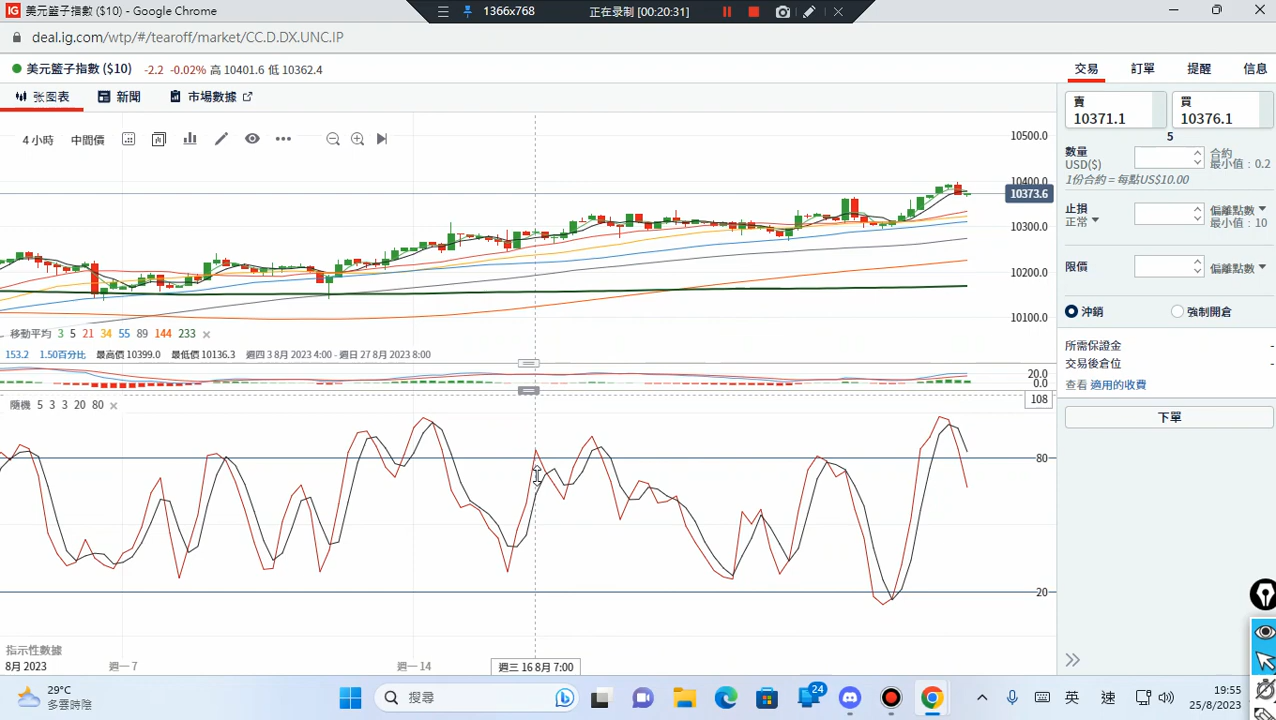 美元籃子指數 ($10) - Google Chrome
1366x768
正在录制 [00:20:31]
deal.ig.com/wtp/#/tearoff/market/CC.D.DX.UNC.IP
美元籃子指數 ($10) -2.2 -0.02% 高 10401.6 低 10362.4
交易 訂單 提醒 信息
张图表 新聞 市場數據
賣 10371.1
買 10376.1
5
4 小時 中間價
10500.0
10400.0
10373.6
10300.0
10200.0
10100.0
數量 USD($) 合約 最小值 : 0.2
1份合約 = 每點US$10.00
止損 正常 偏離點數 最小值 : 10
限價 偏離點數
沖銷 強制開倉
所需保證金 -
交易後倉位 -
查看 適用的收費 -
下單
移動平均 3 5 21 34 55 89 144 233
153.2 1.50百分比 最高價 10399.0 最低價 10136.3 週四 3 8月 2023 4:00 - 週日 27 8月 2023 8:00
20.0
0.0
隨機 5 3 3 20 80
108
80
20
指示性數據
8月 2023 週一 7 週一 14 週三 16 8月 7:00
29°C
多雲時陰
搜尋
24
英 速
19:55
25/8/2023